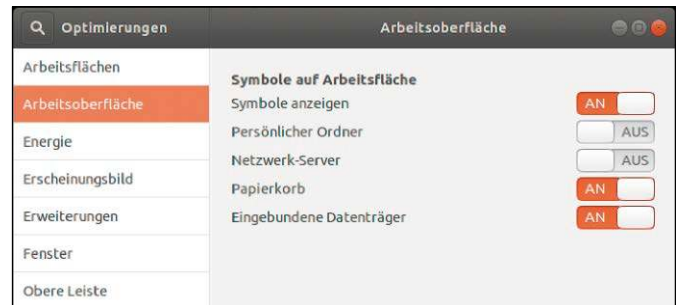 Optimierungen
Arbeitsoberfläche
Arbeitsflächen
Arbeitsoberfläche
Energie
Erscheinungsbild
Erweiterungen
Fenster
Obere Leiste
Symbole auf Arbeitsfläche
Symbole anzeigen AN
Persönlicher Ordner AUS
Netzwerk-Server AUS
Papierkorb AN
Eingebundene Datenträger AN